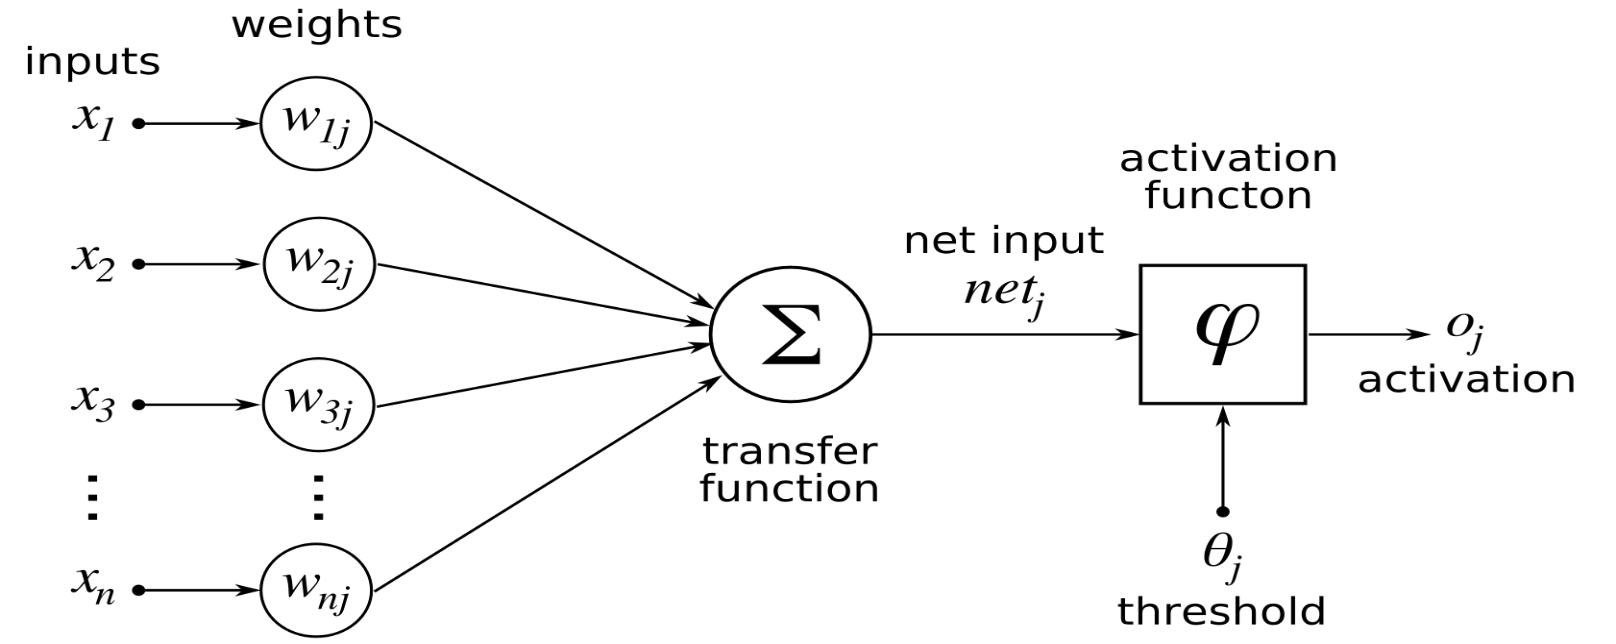 weights
inputs
x1
w1j
x2
w2j
x3
w3j
xn
wnj
Σ
transfer
function
net input
netj
activation
functon
φ
oj
activation
θj
threshold